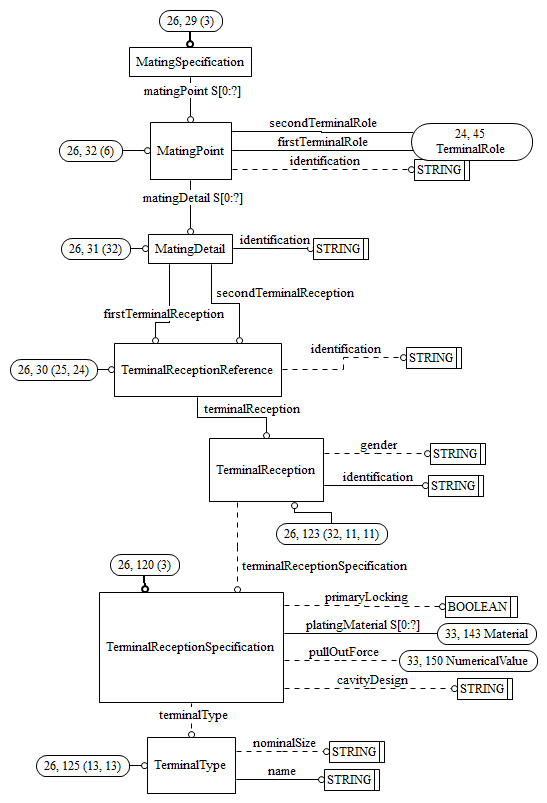 26, 29 (3)
MatingSpecification
matingPoint S[0:?]
secondTerminalRole
24, 45
TerminalRole
26, 32 (6)
MatingPoint
firstTerminalRole
identification
STRING
matingDetail S[0:?]
26, 31 (32)
MatingDetail
identification
STRING
secondTerminalReception
firstTerminalReception
identification
STRING
26, 30 (25, 24)
TerminalReceptionReference
terminalReception
gender
STRING
TerminalReception
identification
STRING
26, 123 (32, 11, 11)
26, 120 (3)
terminalReceptionSpecification
primaryLocking
BOOLEAN
platingMaterial S[0:?]
33, 143 Material
TerminalReceptionSpecification
pullOutForce
33, 150 NumericalValue
cavityDesign
STRING
terminalType
nominalSize
STRING
26, 125 (13, 13)
TerminalType
name
STRING